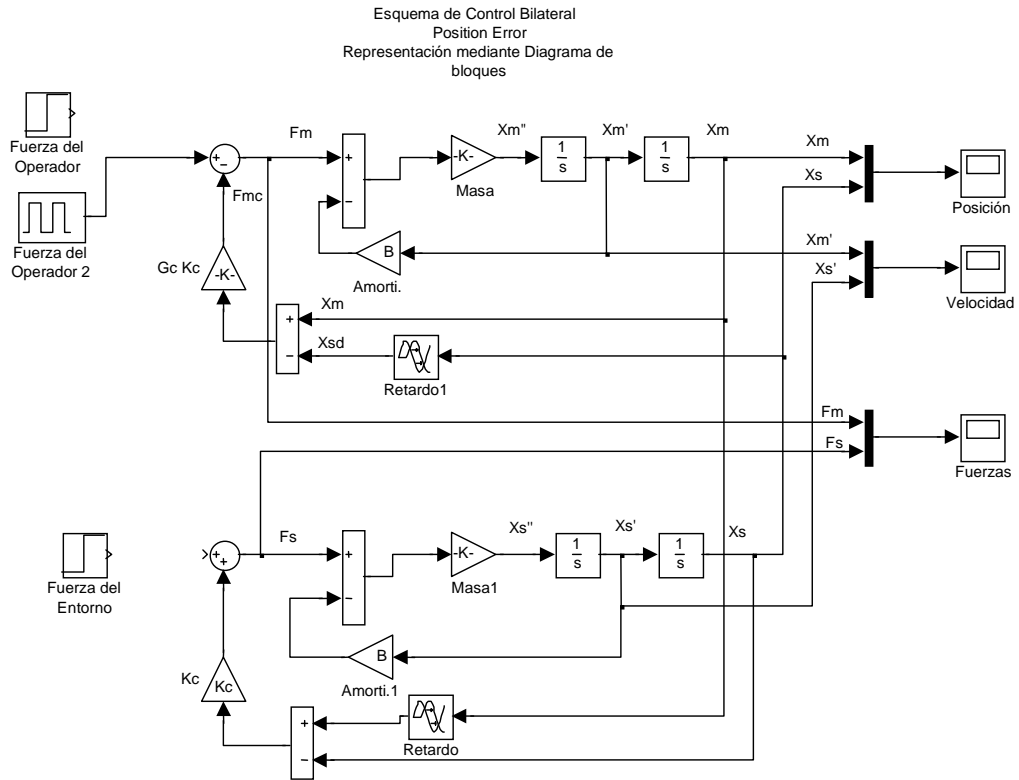 Esquema de Control Bilateral
Position Error
Representación mediante Diagrama de
bloques
Fuerza del
Operador
Fuerza del
Operador 2
+
−
Fm
Fmc
Gc Kc
-K-
+
−
-K-
Masa
Xm''
1
s
Xm'
1
s
Xm
B
Amorti.
Xm
Xs
Posición
Xm'
Xs'
Velocidad
+
−
Xm
Xsd
Retardo1
Fm
Fs
Fuerzas
Fuerza del
Entorno
+
+
Fs
+
−
-K-
Masa1
Xs''
1
s
Xs'
1
s
Xs
B
Amorti.1
Kc
Kc
+
−
Retardo